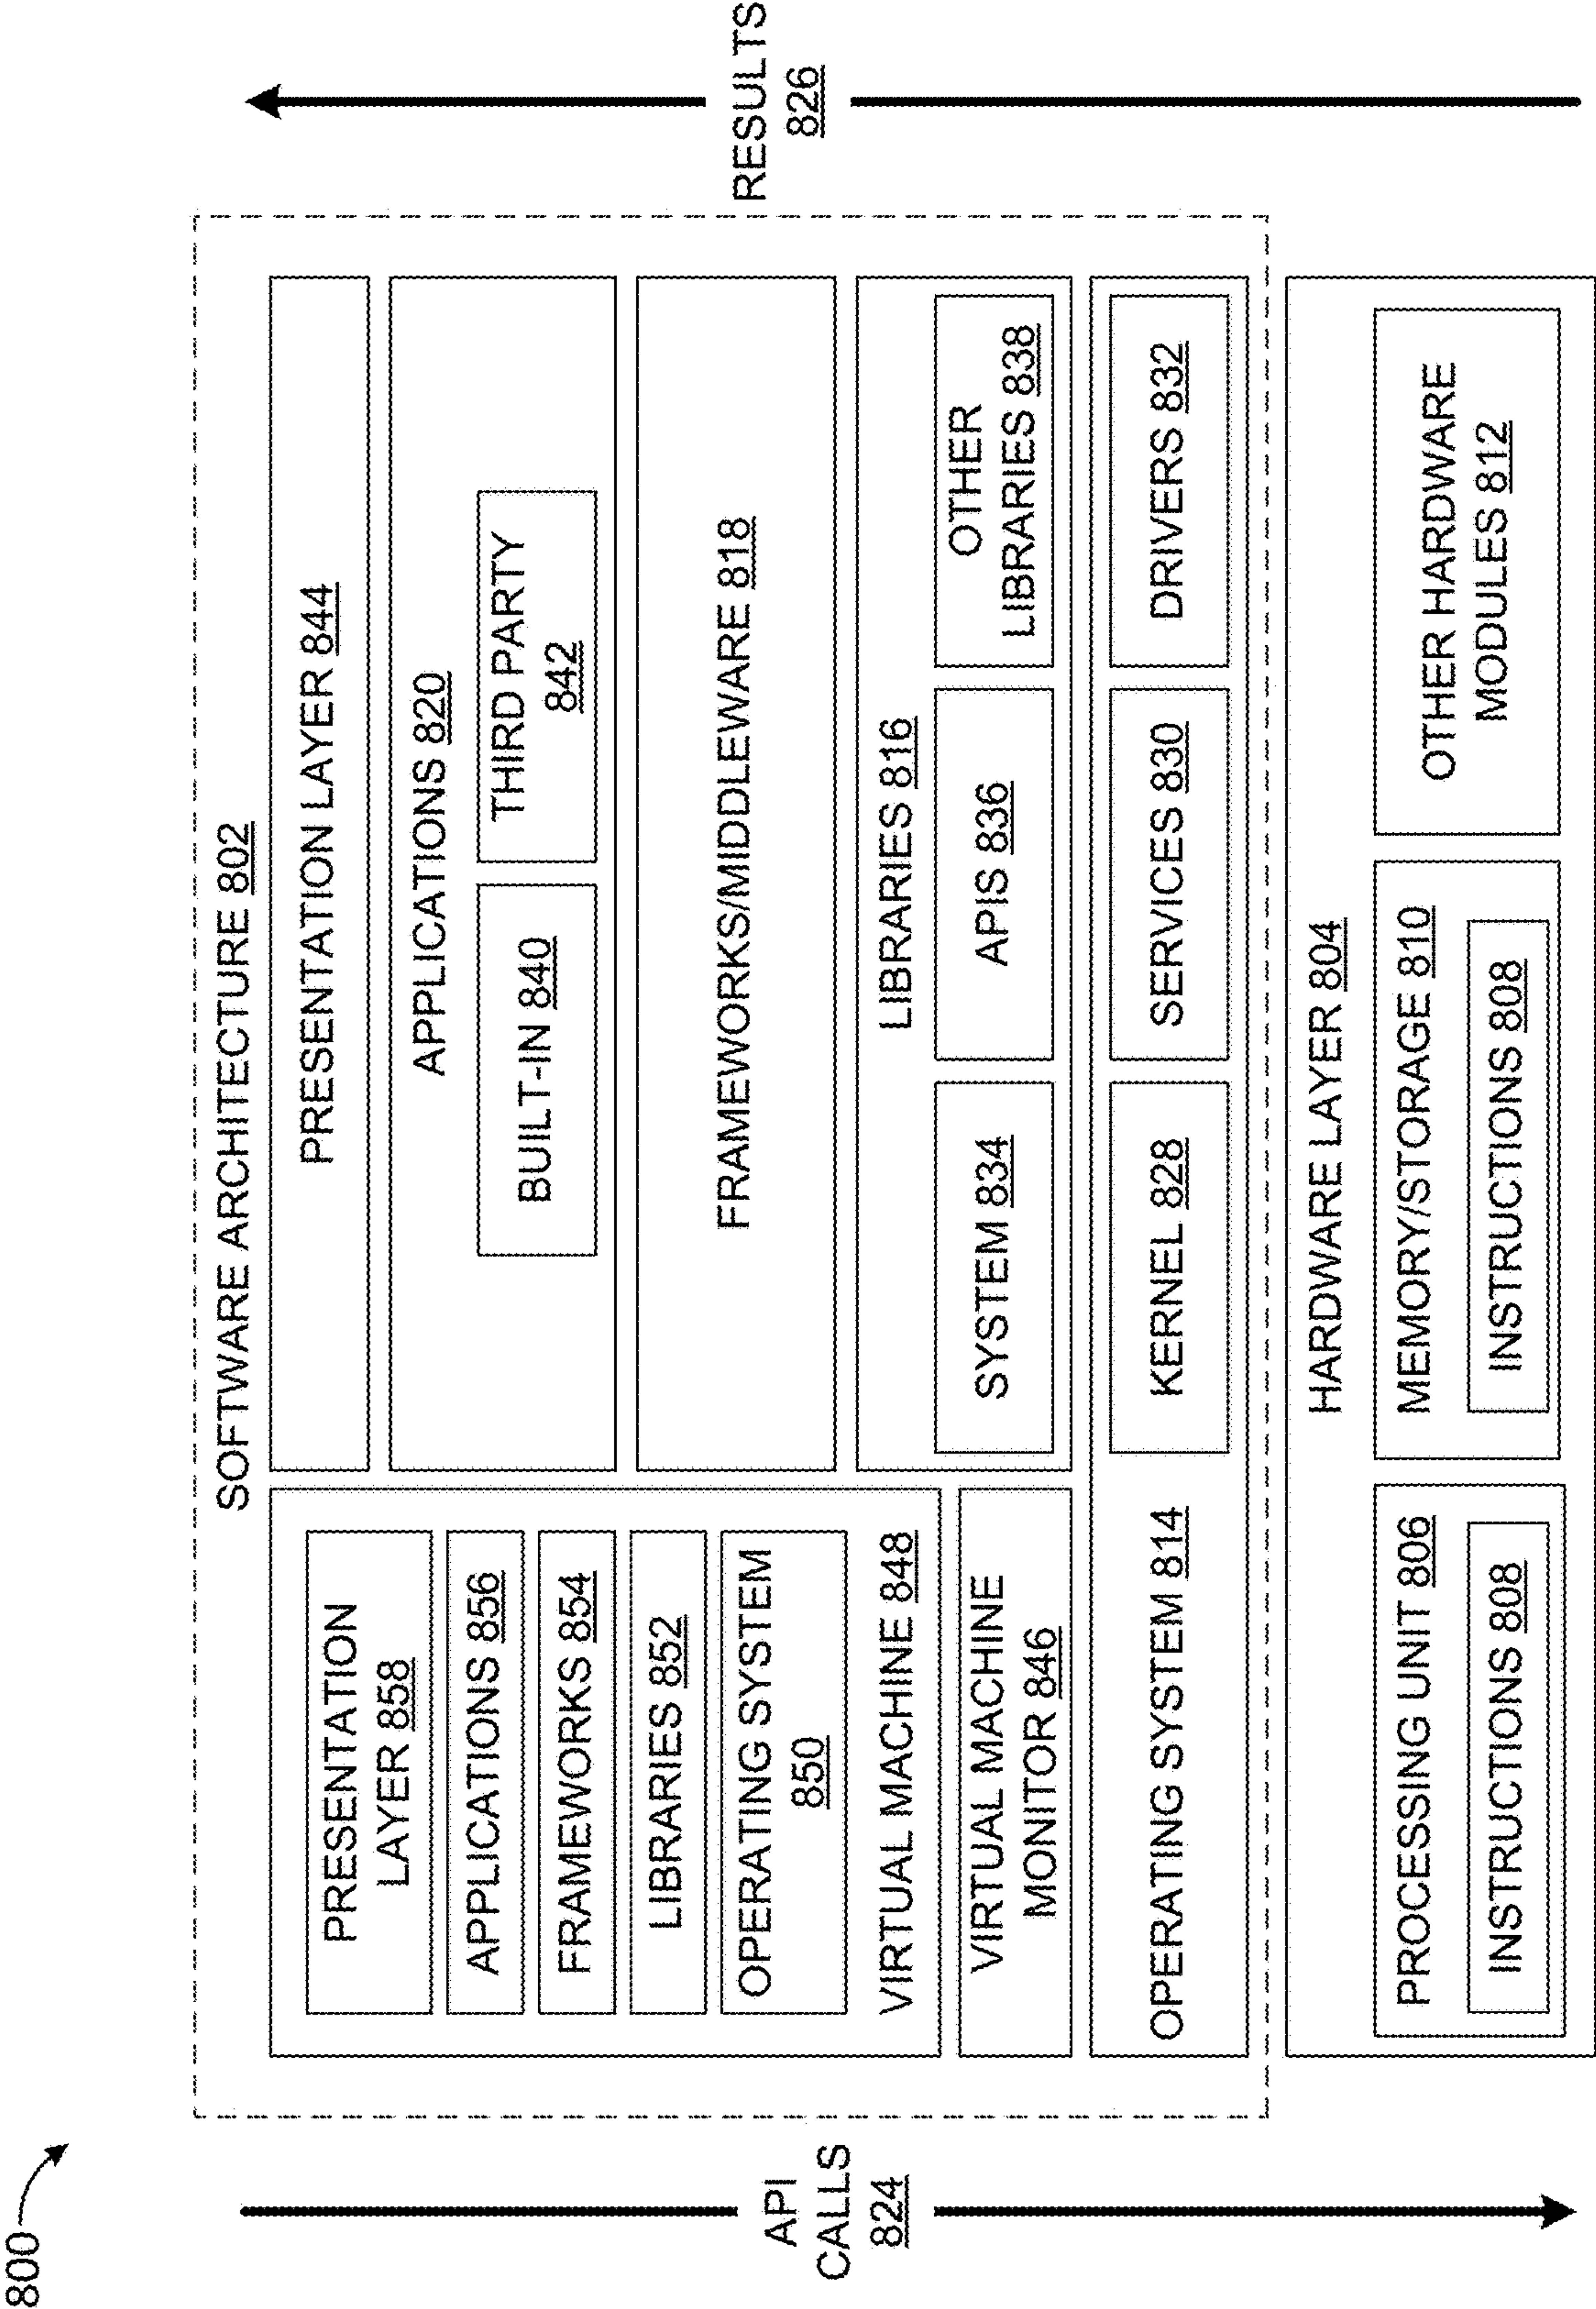 800
SOFTWARE ARCHITECTURE 802
PRESENTATION
LAYER 858
APPLICATIONS 856
FRAMEWORKS 854
LIBRARIES 852
OPERATING SYSTEM
850
VIRTUAL MACHINE 848
VIRTUAL MACHINE
MONITOR 846
PRESENTATION LAYER 844
APPLICATIONS 820
BUILT-IN 840
THIRD PARTY
842
FRAMEWORKS/MIDDLEWARE 818
LIBRARIES 816
SYSTEM 834
APIS 836
OTHER
LIBRARIES 838
OPERATING SYSTEM 814
KERNEL 828
SERVICES 830
DRIVERS 832
HARDWARE LAYER 804
PROCESSING UNIT 806
INSTRUCTIONS 808
MEMORY/STORAGE 810
INSTRUCTIONS 808
OTHER HARDWARE
MODULES 812
API
CALLS
824
RESULTS
826